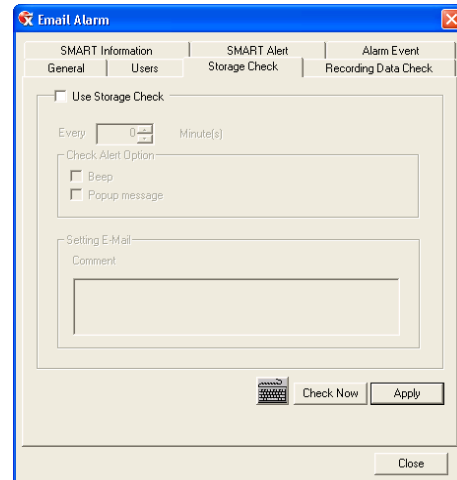 Email Alarm
SMART Information SMART Alert Alarm Event
General Users Storage Check Recording Data Check
Use Storage Check
Every 0 Minute(s)
Check Alert Option
Beep
Popup message
Setting E-Mail
Comment
Check Now Apply
Close